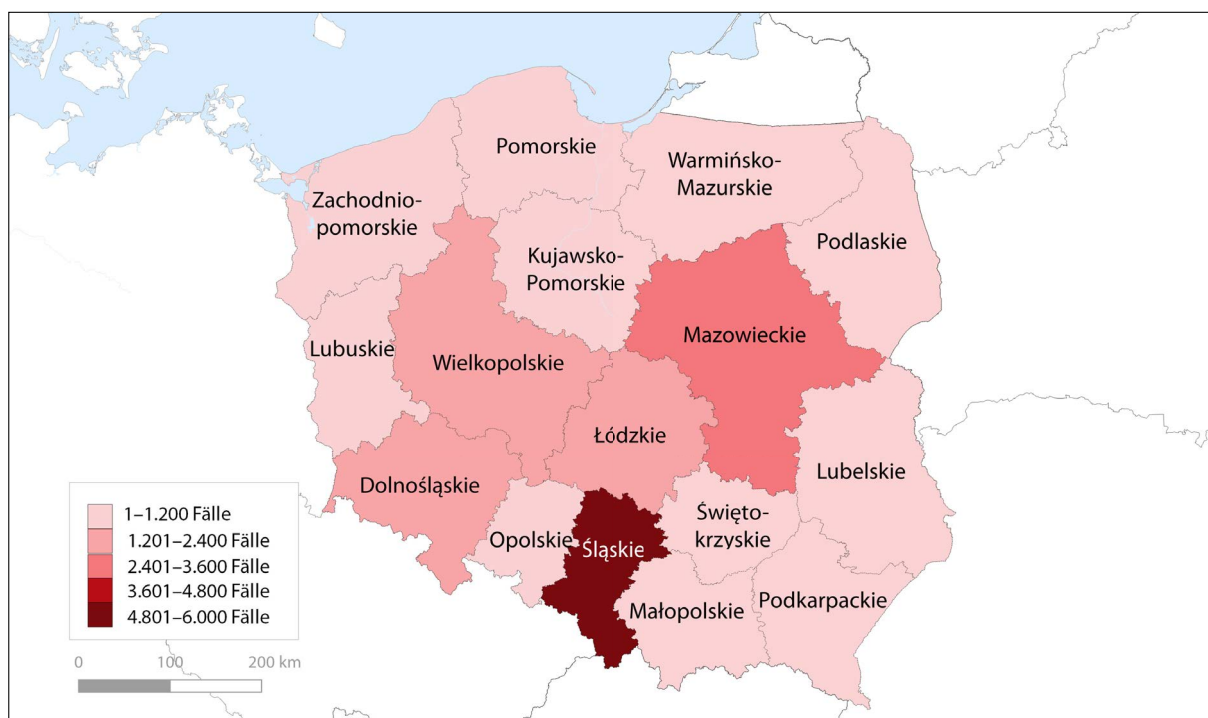 Pomorskie
Warmińsko-
Mazurskie
Zachodnio-
pomorskie
Podlaskie
Kujawsko-
Pomorskie
Mazowieckie
Lubuskie
Wielkopolskie
Łódzkie
Lubelskie
Dolnośląskie
Święto-
krzyskie
Opolskie
Śląskie
Małopolskie
Podkarpackie
1–1.200 Fälle
1.201–2.400 Fälle
2.401–3.600 Fälle
3.601–4.800 Fälle
4.801–6.000 Fälle
0 100 200 km